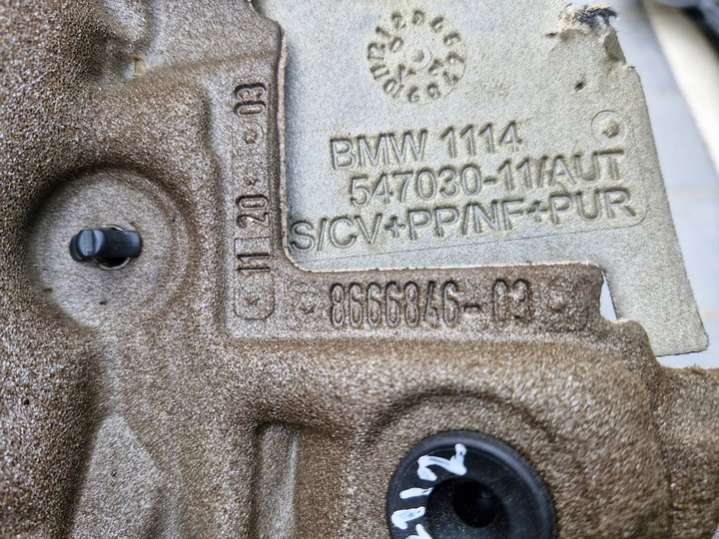 BMW 1114
547030-11/AUT
S/CV+PP/NF+PUR
11 20 03
8666846-03